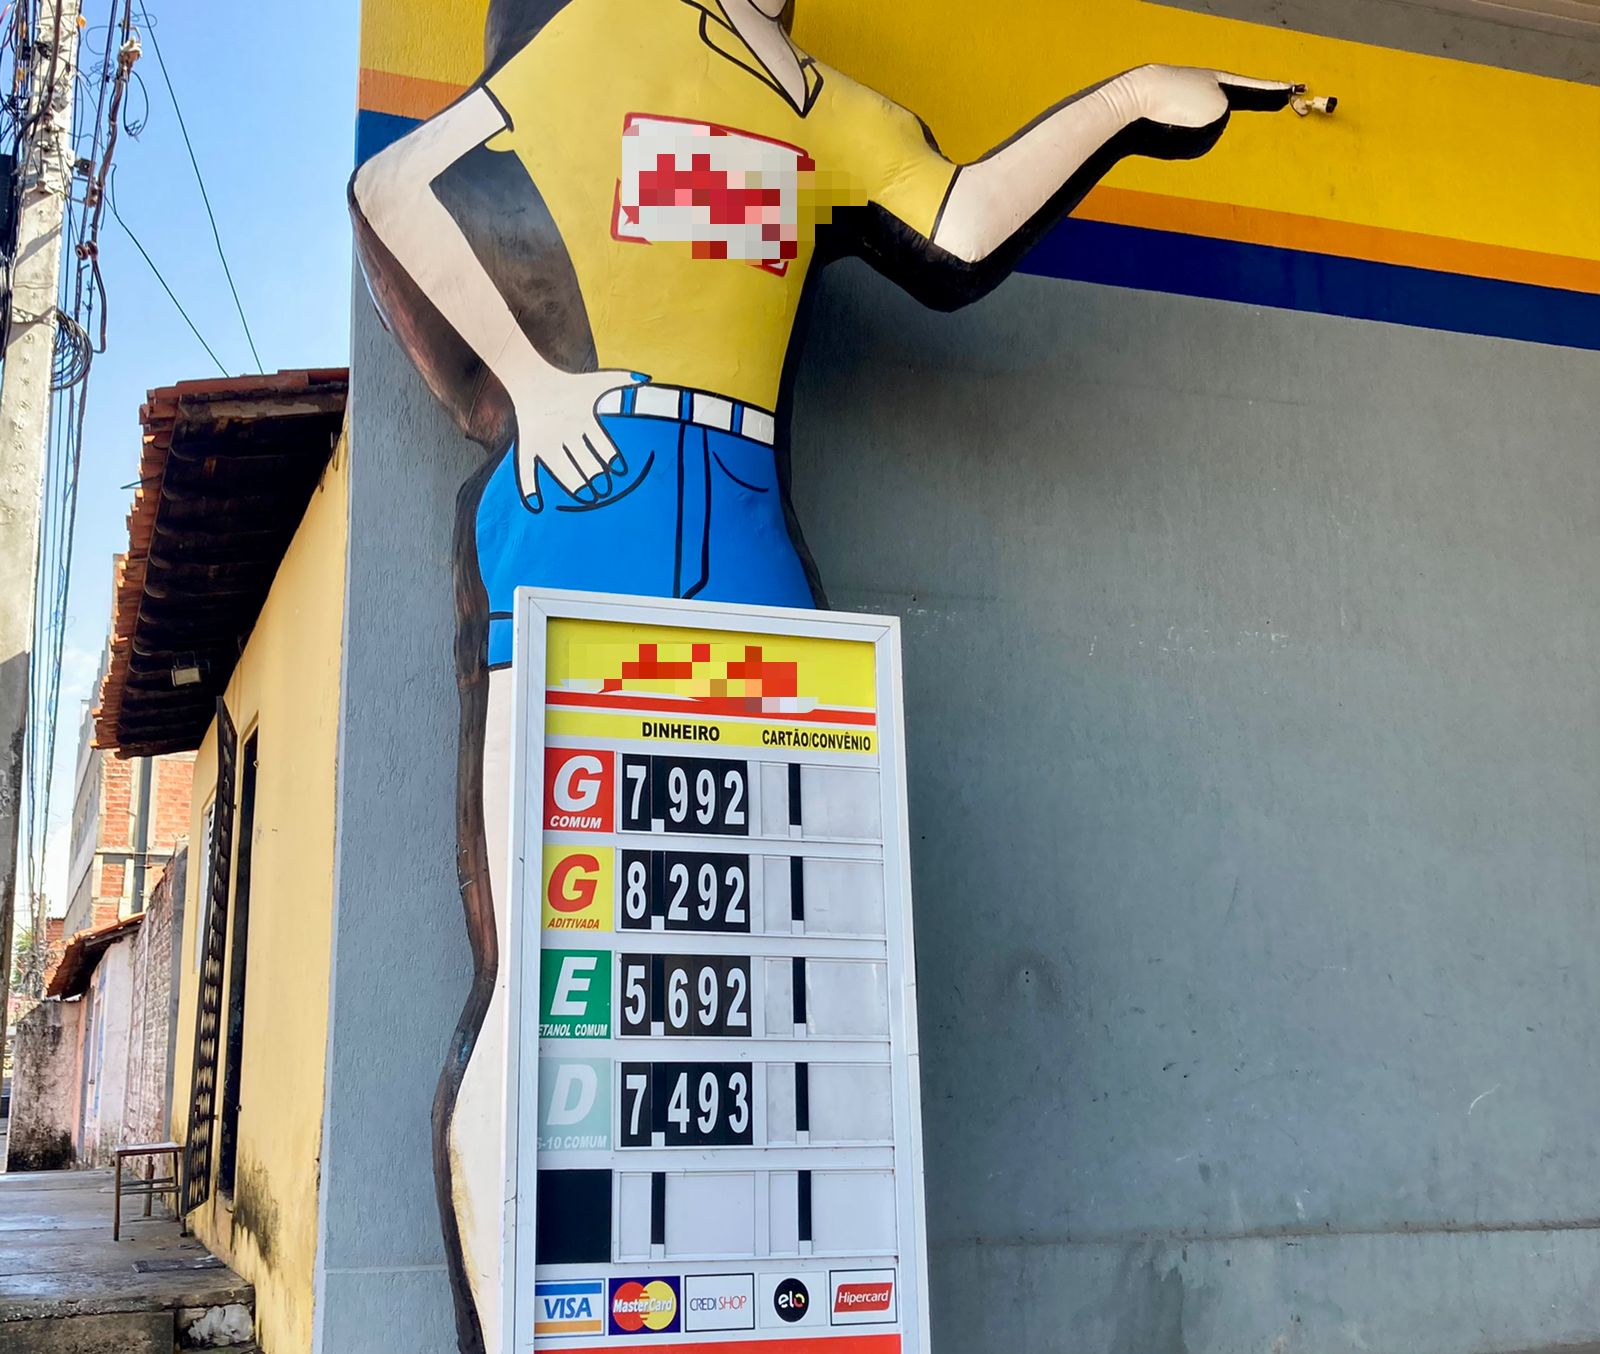 DINHEIRO CARTÃO/CONVÊNIO
G 7.992
COMUM
G 8.292
ADITIVADA
E 5.692
ETANOL COMUM
D 7.493
S-10 COMUM
VISA MasterCard CREDISHOP elo Hipercard